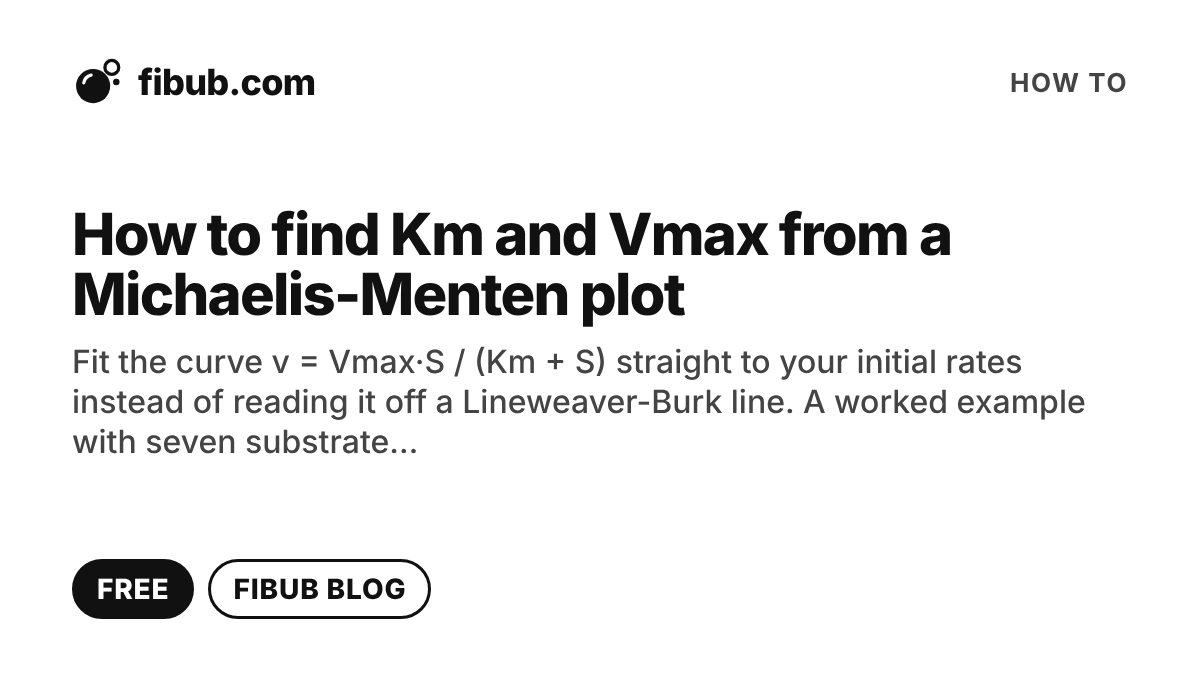 fibub.com
HOW TO
How to find Km and Vmax from a
Michaelis-Menten plot
Fit the curve v = Vmax·S / (Km + S) straight to your initial rates
instead of reading it off a Lineweaver-Burk line. A worked example
with seven substrate...
FREE
FIBUB BLOG